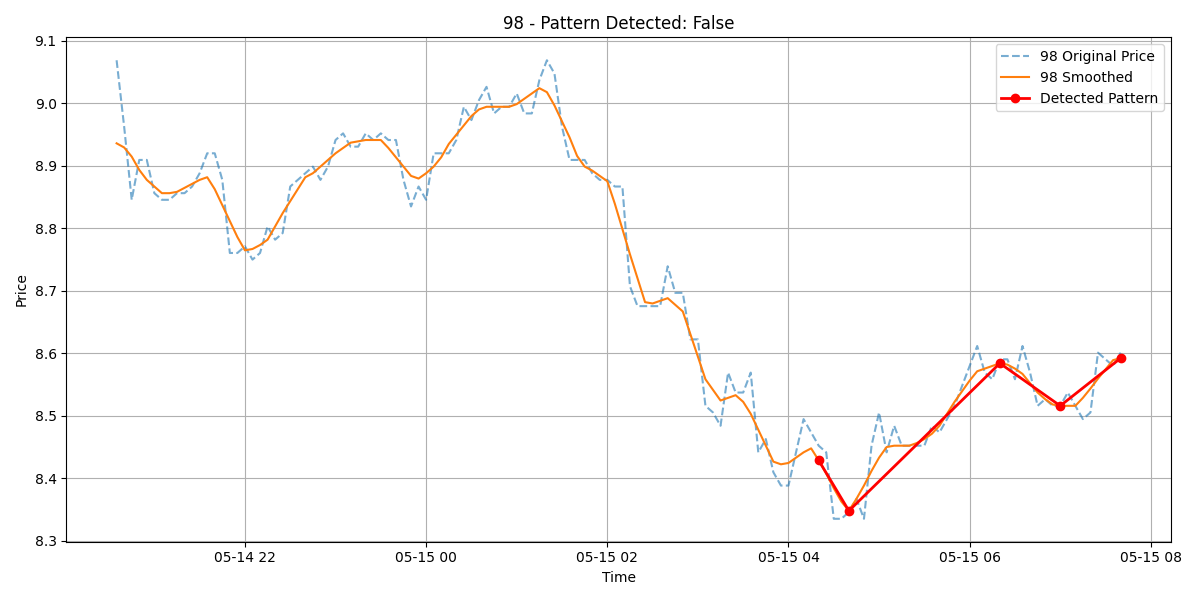 98 - Pattern Detected: False
98 Original Price
98 Smoothed
Detected Pattern
Price
9.1
9.0
8.9
8.8
8.7
8.6
8.5
8.4
8.3
05-14 22
05-15 00
05-15 02
05-15 04
05-15 06
05-15 08
Time